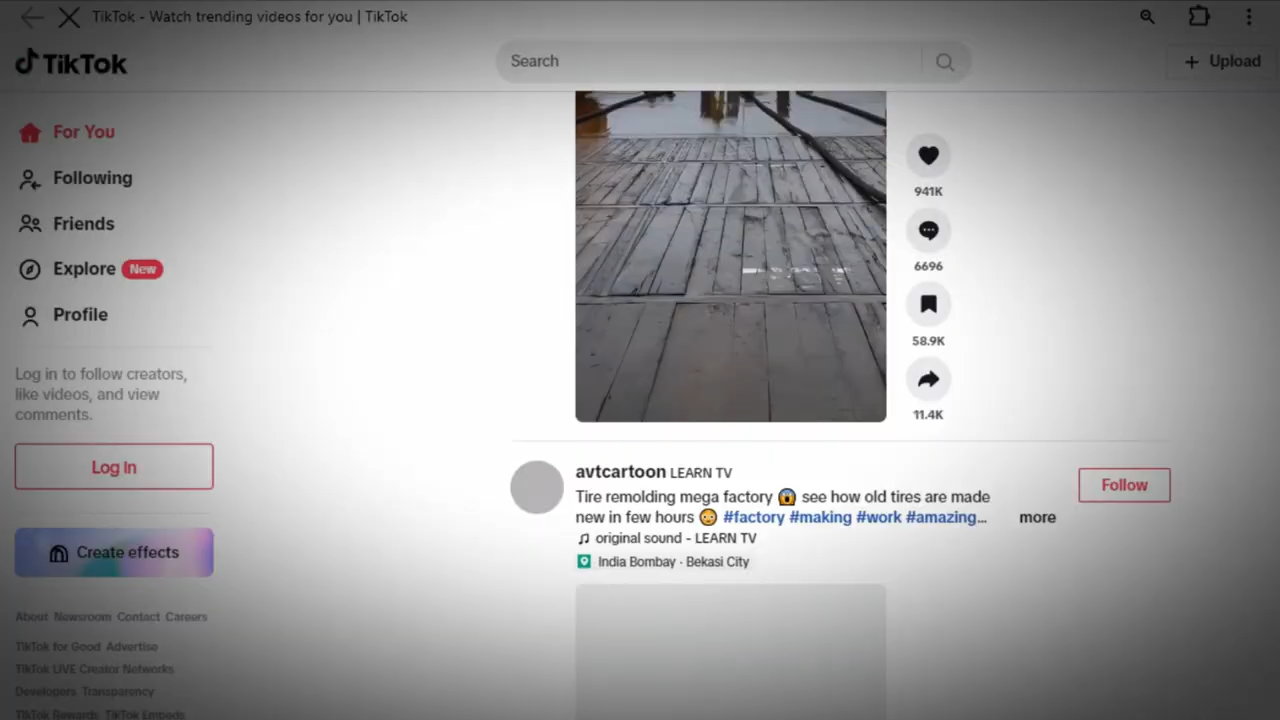 TikTok - Watch trending videos for you | TikTok
TikTok
Search
Upload
For You
Following
Friends
Explore New
Profile
Log in to follow creators,
like videos, and view
comments.
Log In
Create effects
About Newsroom Contact Careers
TikTok for Good Advertise
TikTok LIVE Creator Networks
Developers Transparency
TikTok Rewards TikTok Embeds
941K
6696
58.9K
11.4K
avtcartoon LEARN TV
Follow
Tire remolding mega factory 😱 see how old tires are made
new in few hours 😳 #factory #making #work #amazing...
more
original sound - LEARN TV
India Bombay · Bekasi City